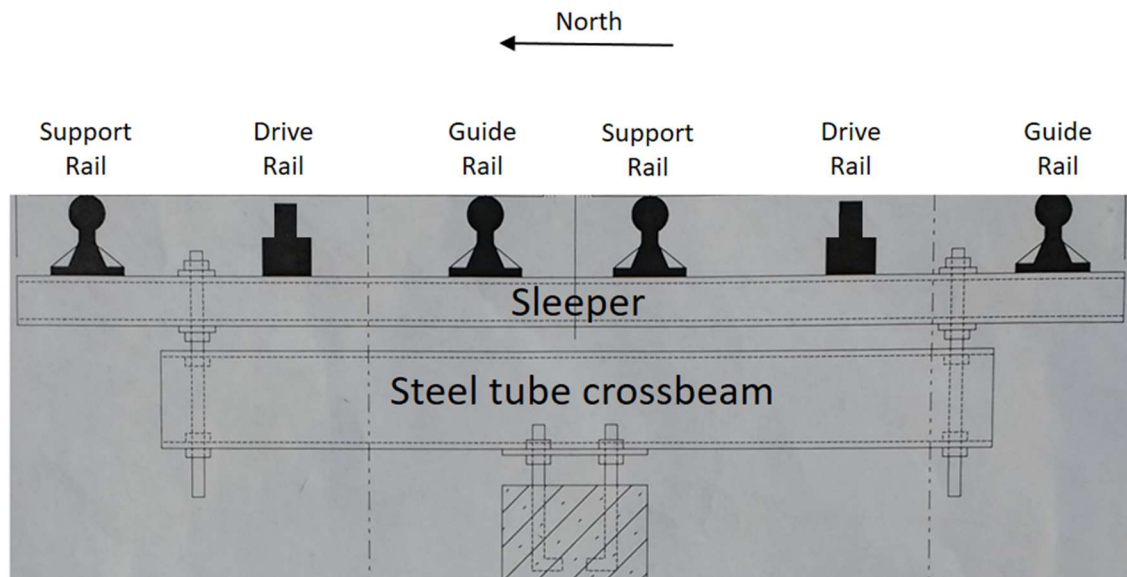 North
Support
Rail
Drive
Rail
Guide
Rail
Support
Rail
Drive
Rail
Guide
Rail
Sleeper
Steel tube crossbeam